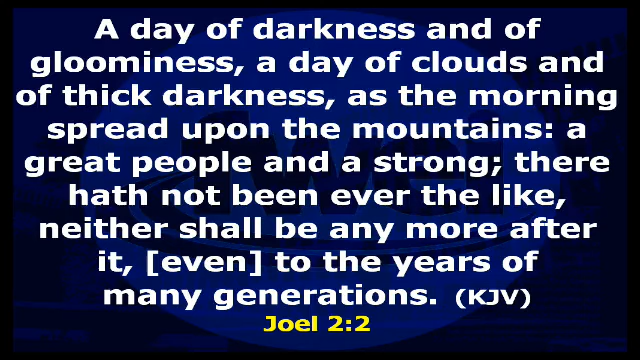 A day of darkness and of
gloominess, a day of clouds and
of thick darkness, as the morning
spread upon the mountains: a
great people and a strong; there
hath not been ever the like,
neither shall be any more after
it, [even] to the years of
many generations. (KJV)
Joel 2:2